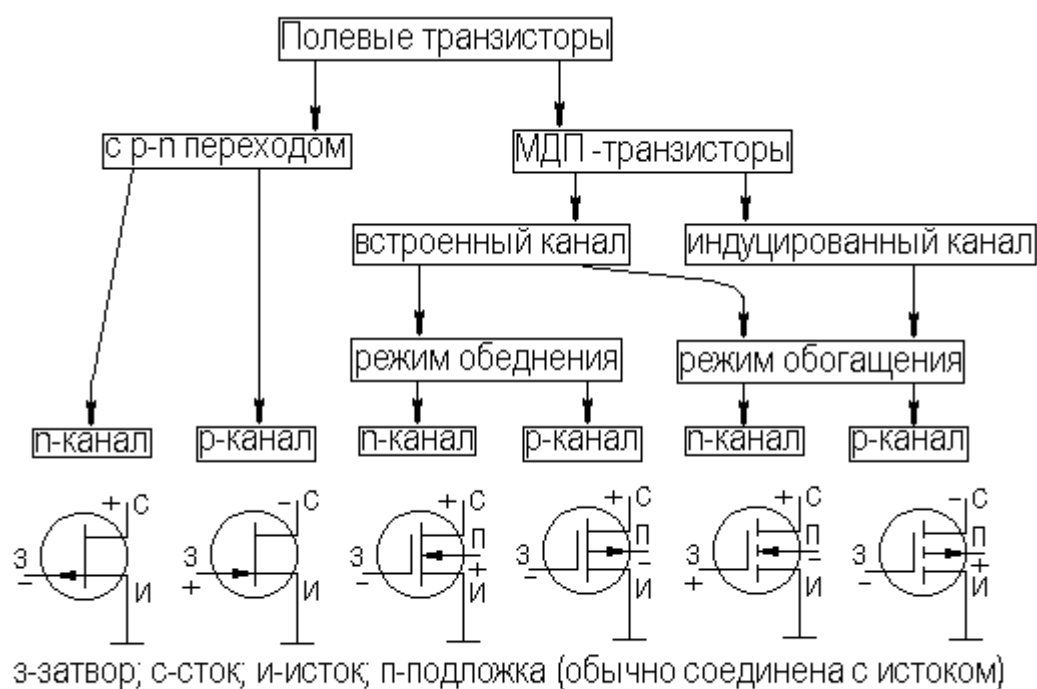 Полевые транзисторы
с p-n переходом
МДП -транзисторы
встроенный канал
индуцированный канал
режим обеднения
режим обогащения
n-канал
p-канал
n-канал
p-канал
n-канал
p-канал
+ С
З
-
И
- С
З
+
И
+ С
П
З
-
+
И
+ С
П
З
-
-
И
+ С
П
З
+
-
И
- С
П
З
-
+
И
з-затвор; с-сток; и-исток; п-подложка (обычно соединена с истоком)